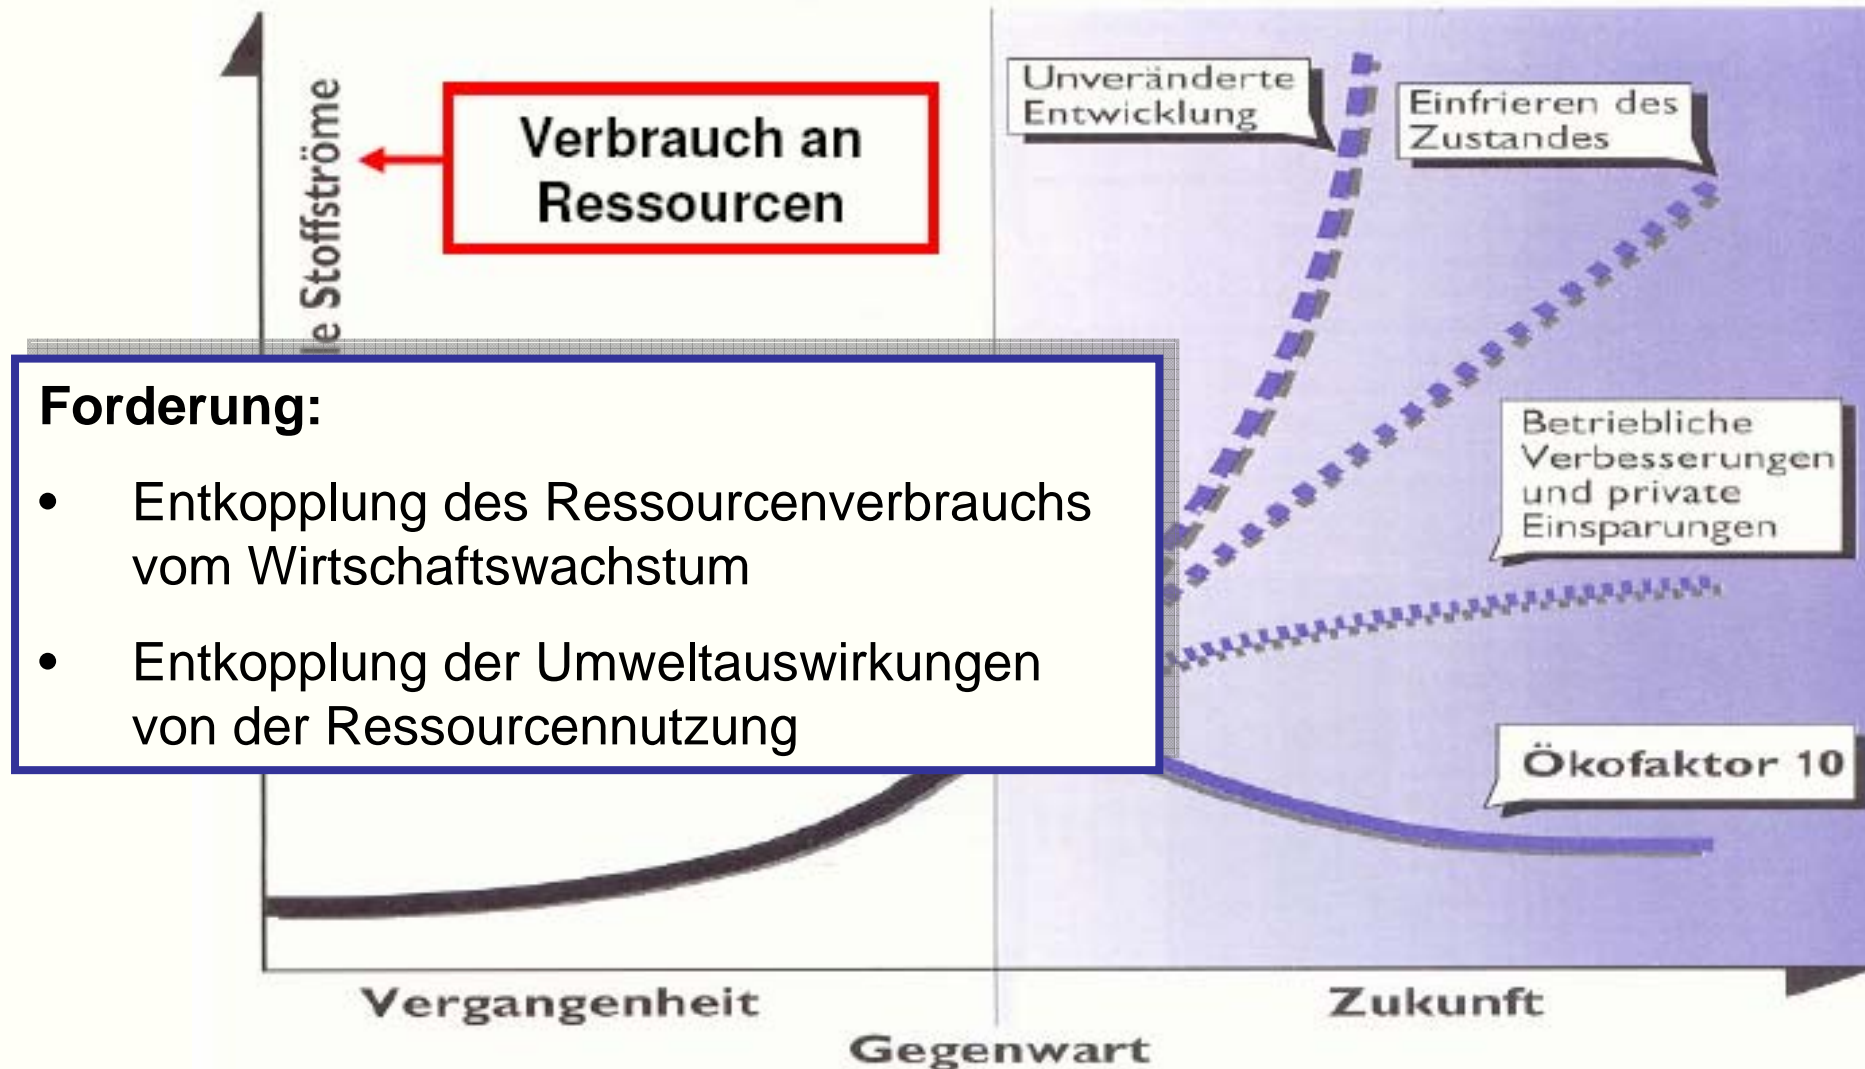 Stoffströme
Verbrauch an
Ressourcen
Unveränderte
Entwicklung
Einfrieren des
Zustandes
Forderung:
• Entkopplung des Ressourcenverbrauchs
vom Wirtschaftswachstum
• Entkopplung der Umweltauswirkungen
von der Ressourcennutzung
Betriebliche
Verbesserungen
und private
Einsparungen
Ökofaktor 10
Vergangenheit
Zukunft
Gegenwart